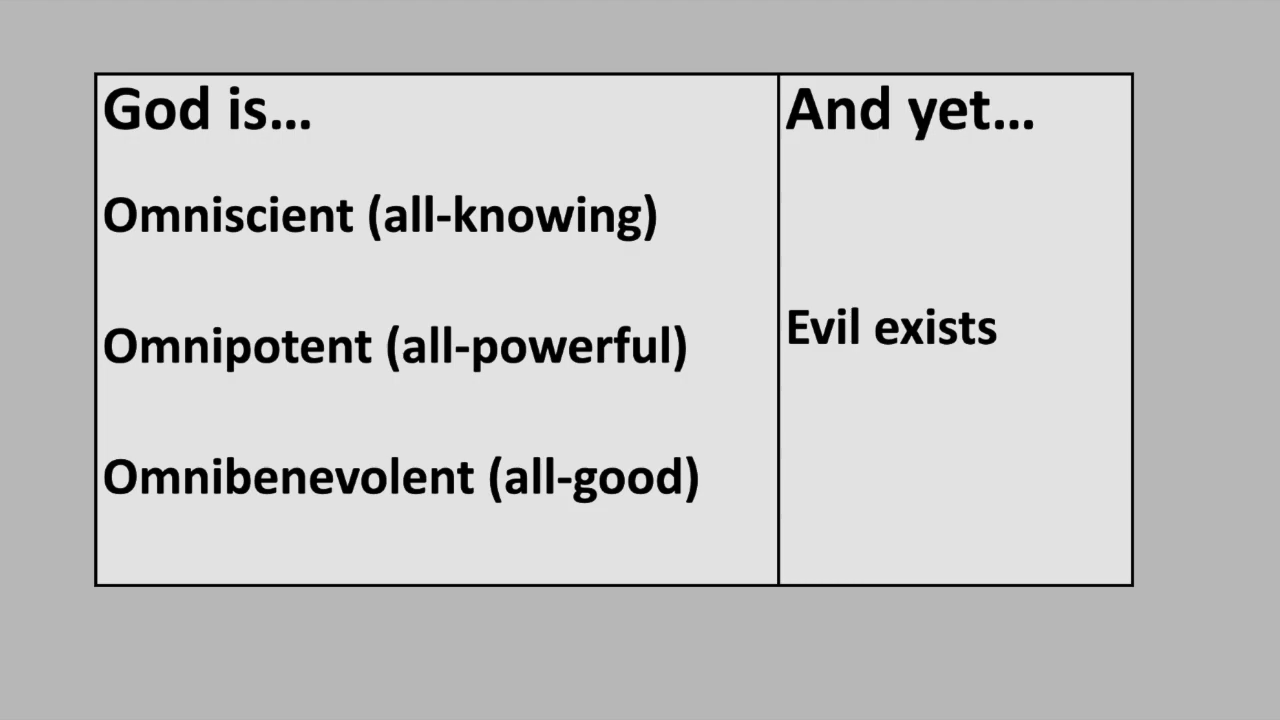 God is...
Omniscient (all-knowing)
Omnipotent (all-powerful)
Omnibenevolent (all-good)
And yet...
Evil exists